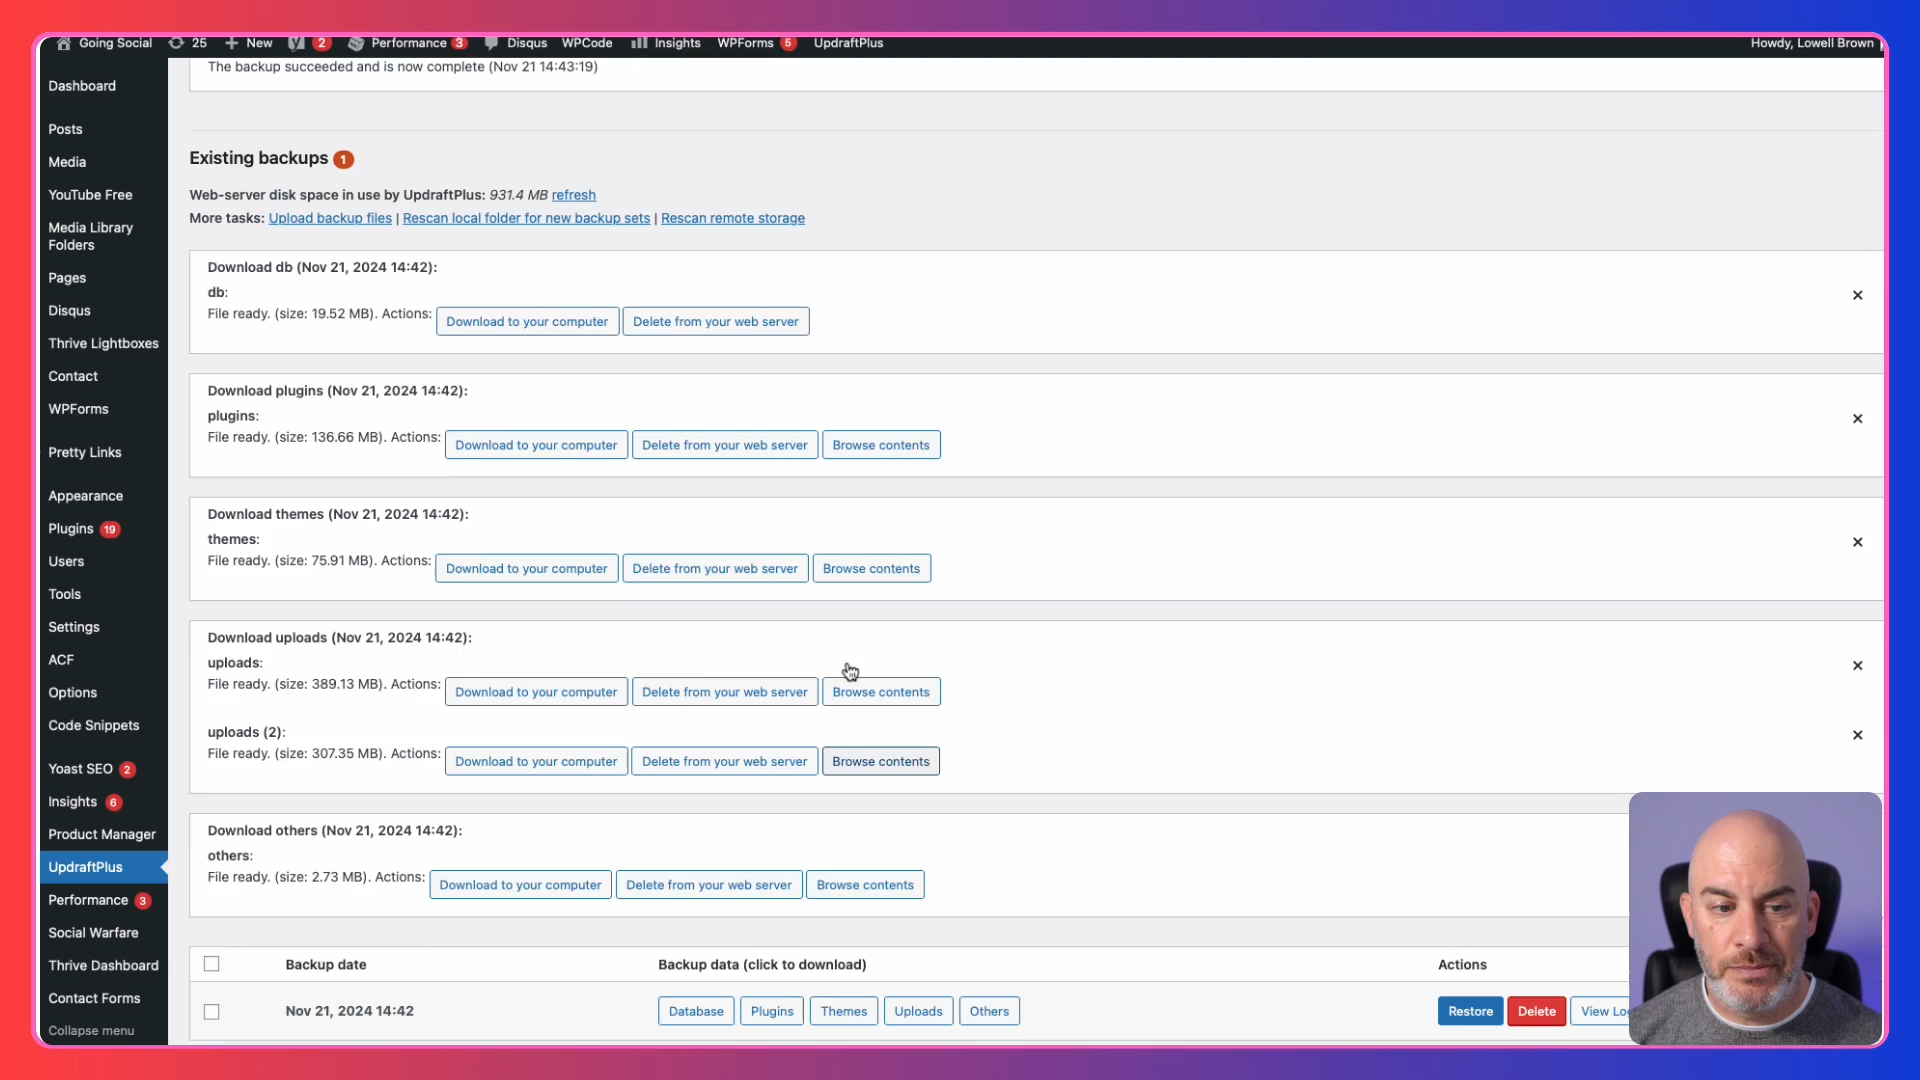 Going Social 25 New 2 Performance 3 Disqus WPCode Insights WPForms 5 UpdraftPlus Howdy, Lowell Brown
The backup succeeded and is now complete (Nov 21 14:43:19)
Dashboard
Posts
Media
YouTube Free
Media Library
Folders
Pages
Disqus
Thrive Lightboxes
Contact
WPForms
Pretty Links
Appearance
Plugins 19
Users
Tools
Settings
ACF
Options
Code Snippets
Yoast SEO 2
Insights 6
Product Manager
UpdraftPlus
Performance 3
Social Warfare
Thrive Dashboard
Contact Forms
Collapse menu
Existing backups 1
Web-server disk space in use by UpdraftPlus: 931.4 MB refresh
More tasks: Upload backup files | Rescan local folder for new backup sets | Rescan remote storage
Download db (Nov 21, 2024 14:42):
db:
File ready. (size: 19.52 MB). Actions: Download to your computer Delete from your web server
Download plugins (Nov 21, 2024 14:42):
plugins:
File ready. (size: 136.66 MB). Actions: Download to your computer Delete from your web server Browse contents
Download themes (Nov 21, 2024 14:42):
themes:
File ready. (size: 75.91 MB). Actions: Download to your computer Delete from your web server Browse contents
Download uploads (Nov 21, 2024 14:42):
uploads:
File ready. (size: 389.13 MB). Actions: Download to your computer Delete from your web server Browse contents
uploads (2):
File ready. (size: 307.35 MB). Actions: Download to your computer Delete from your web server Browse contents
Download others (Nov 21, 2024 14:42):
others:
File ready. (size: 2.73 MB). Actions: Download to your computer Delete from your web server Browse contents
Backup date Backup data (click to download) Actions
Nov 21, 2024 14:42 Database Plugins Themes Uploads Others Restore Delete View Lo